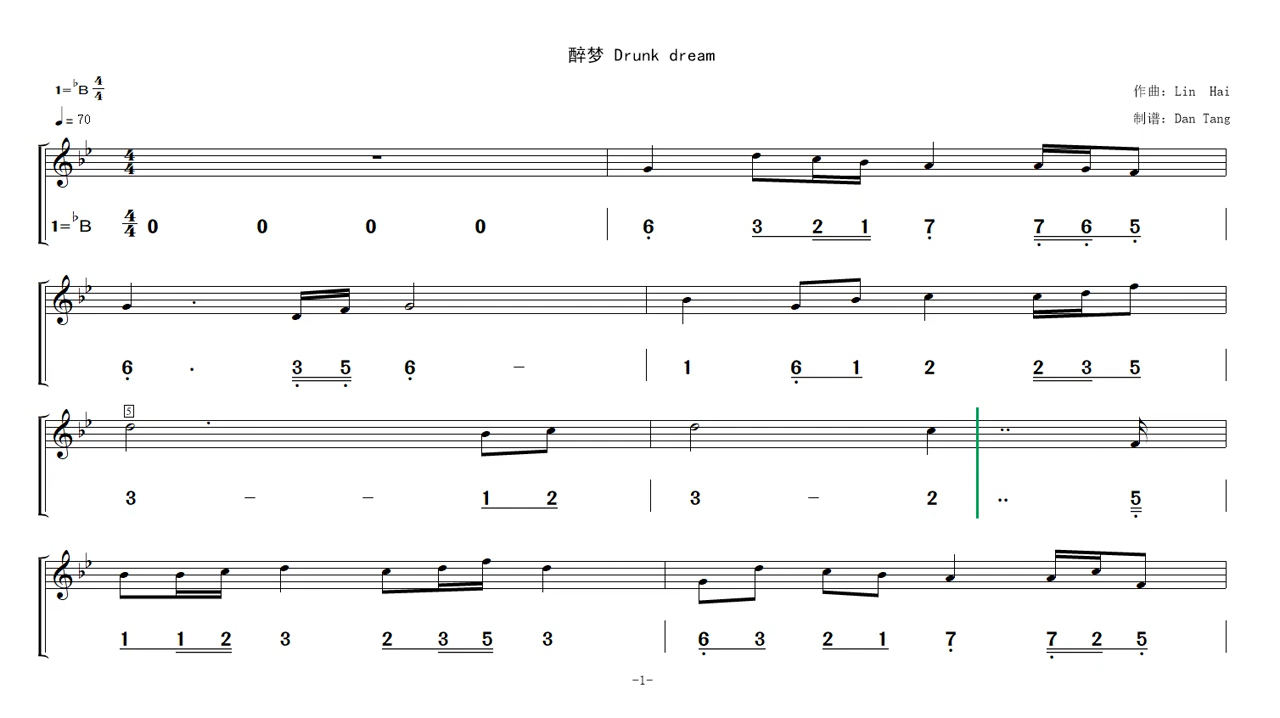 醉梦 Drunk dream
1=♭B 4/4
作曲：Lin Hai
♩= 70
制谱：Dan Tang
4/4
1=♭B 4/4 0 0 0 0 | 6̣ 3 2 1 7̣ 7̣ 6̣ 5̣ |
6̣ · 3̣ 5̣ 6̣ − | 1 6̣ 1 2 2 3 5 |
5
3 − − 1 2 | 3 − 2 ·· 5̣ |
1 1 2 3 2 3 5 3 | 6̣ 3 2 1 7̣ 7̣ 2 5̣ |
-1-